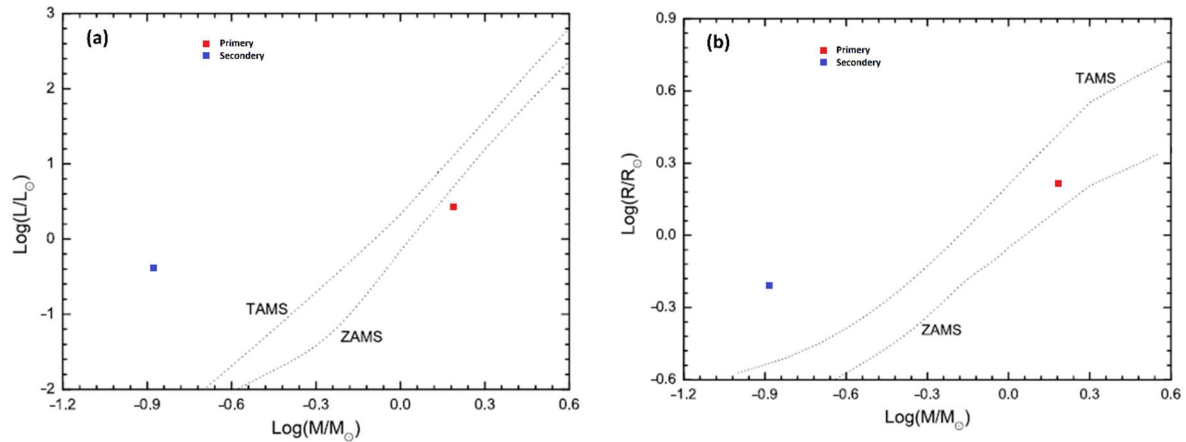 (a)
Primery
Secondery
TAMS
ZAMS
3
2
1
0
−1
−2
−1.2 −0.9 −0.6 −0.3 0.0 0.3 0.6
Log(L/L☉)
Log(M/M☉)
(b)
Primery
Secondery
TAMS
ZAMS
0.9
0.6
0.3
0.0
−0.3
−0.6
−1.2 −0.9 −0.6 −0.3 0.0 0.3 0.6
Log(R/R☉)
Log(M/M☉)